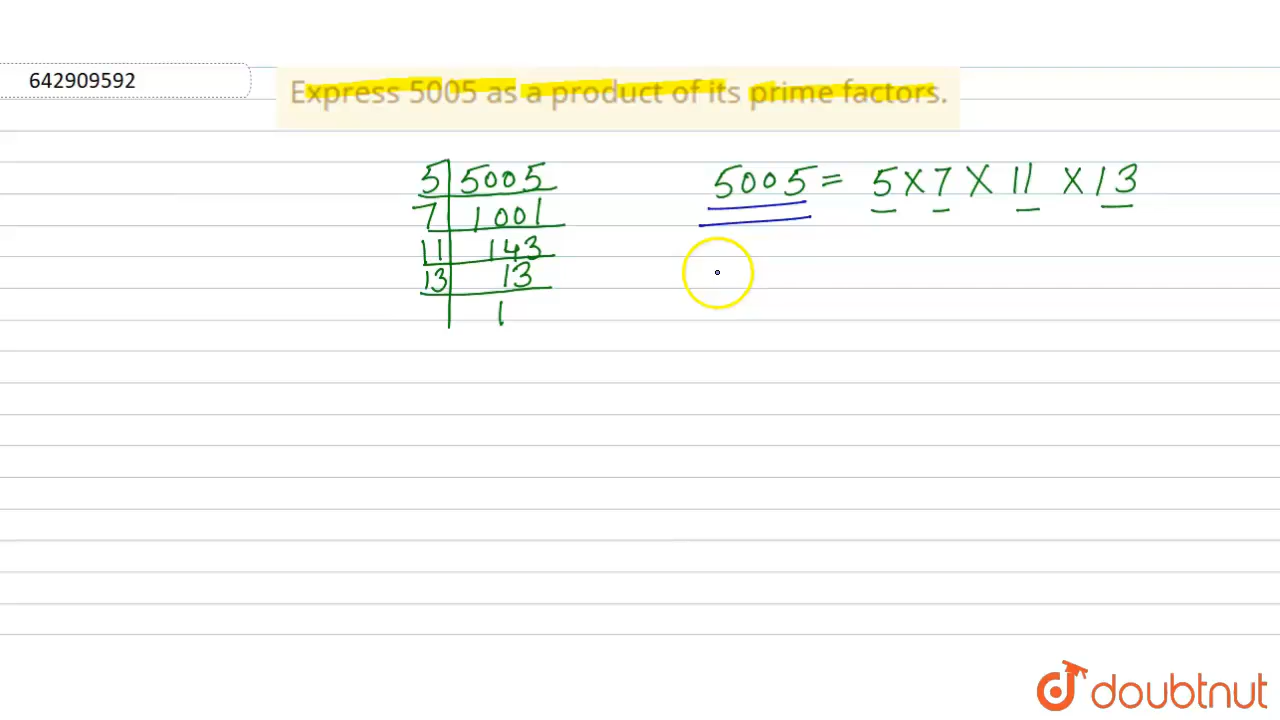 642909592
Express 5005 as a product of its prime factors.
5 5005
7 1001
11 143
13 13
1
5005 = 5 × 7 × 11 × 13
doubtnut